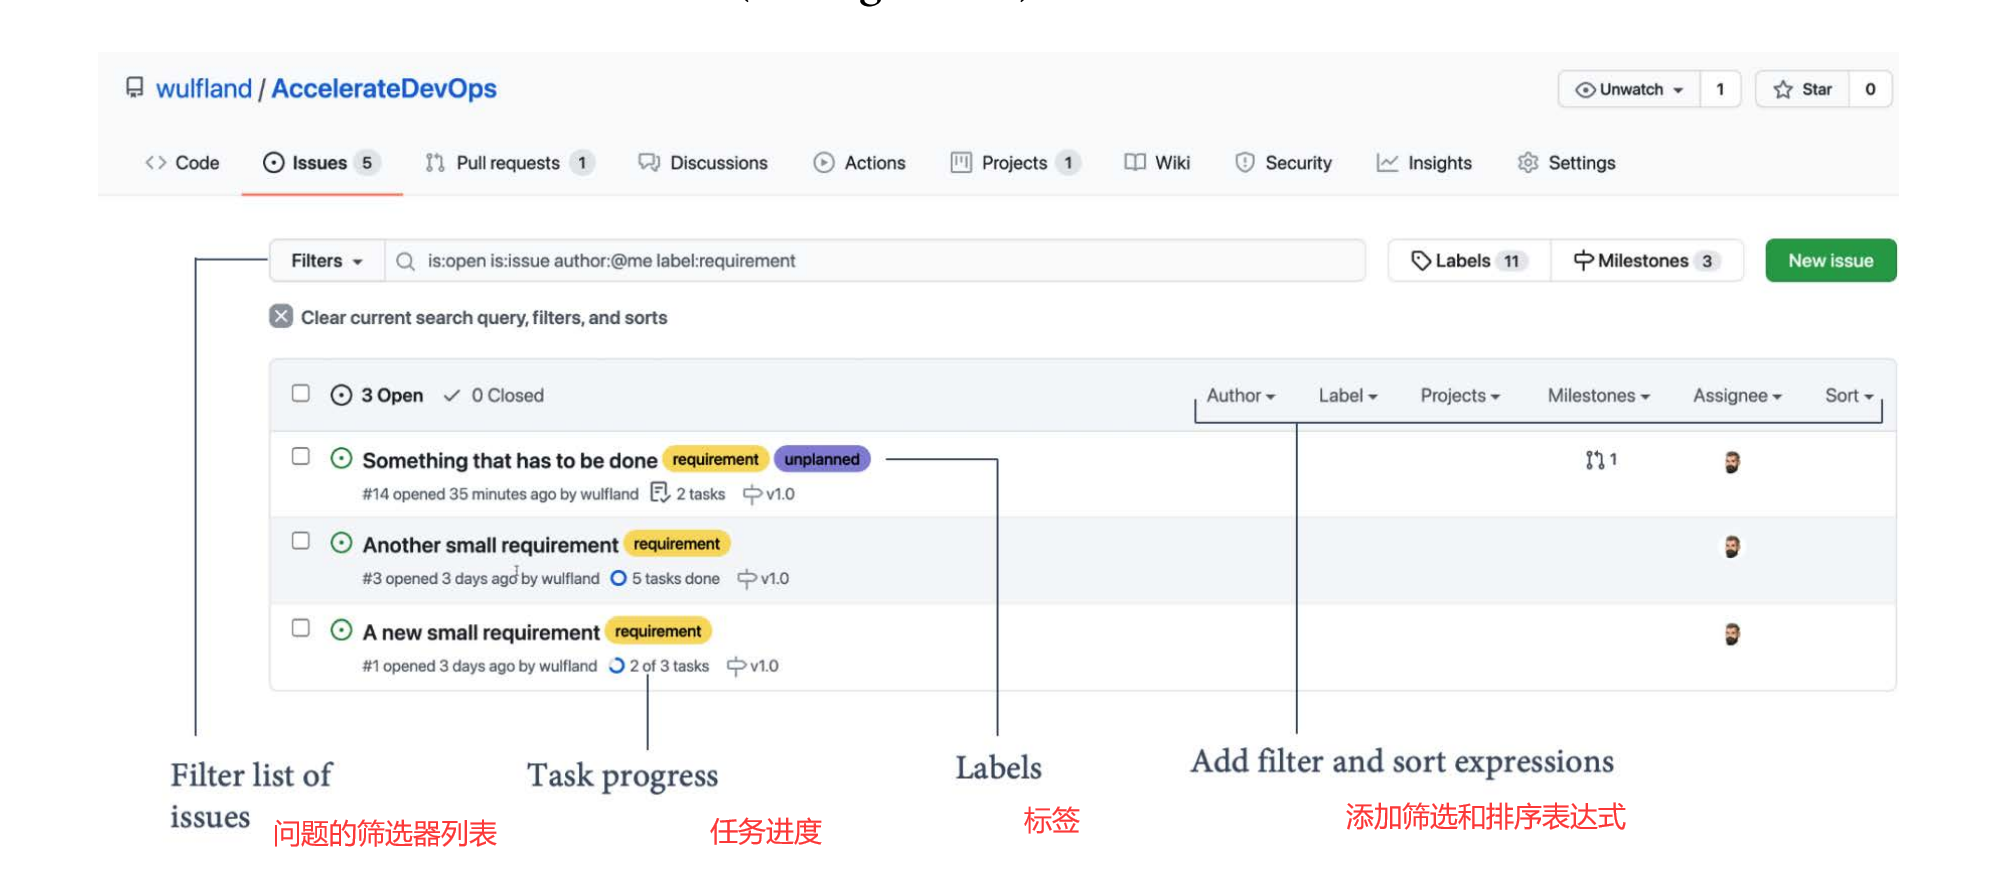 wulfland / AccelerateDevOps
Unwatch 1 Star 0
Code Issues 5 Pull requests 1 Discussions Actions Projects 1 Wiki Security Insights Settings
Filters is:open is:issue author:@me label:requirement Labels 11 Milestones 3 New issue
Clear current search query, filters, and sorts
3 Open 0 Closed Author Label Projects Milestones Assignee Sort
Something that has to be done requirement unplanned 1
#14 opened 35 minutes ago by wulfland 2 tasks v1.0
Another small requirement requirement
#3 opened 3 days ago by wulfland 5 tasks done v1.0
A new small requirement requirement
#1 opened 3 days ago by wulfland 2 of 3 tasks v1.0
Filter list of
issues
问题的筛选器列表
Task progress
任务进度
Labels
标签
Add filter and sort expressions
添加筛选和排序表达式